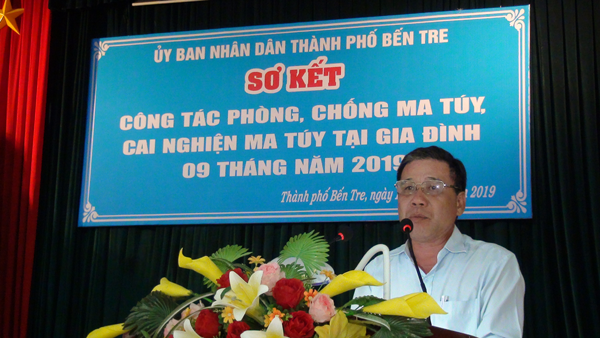 ỦY BAN NHÂN DÂN THÀNH PHỐ BẾN TRE
SƠ KẾT
CÔNG TÁC PHÒNG, CHỐNG MA TÚY,
CAI NGHIỆN MA TÚY TẠI GIA ĐÌNH
09 THÁNG NĂM 2019
Thành phố Bến Tre, ngày 2019